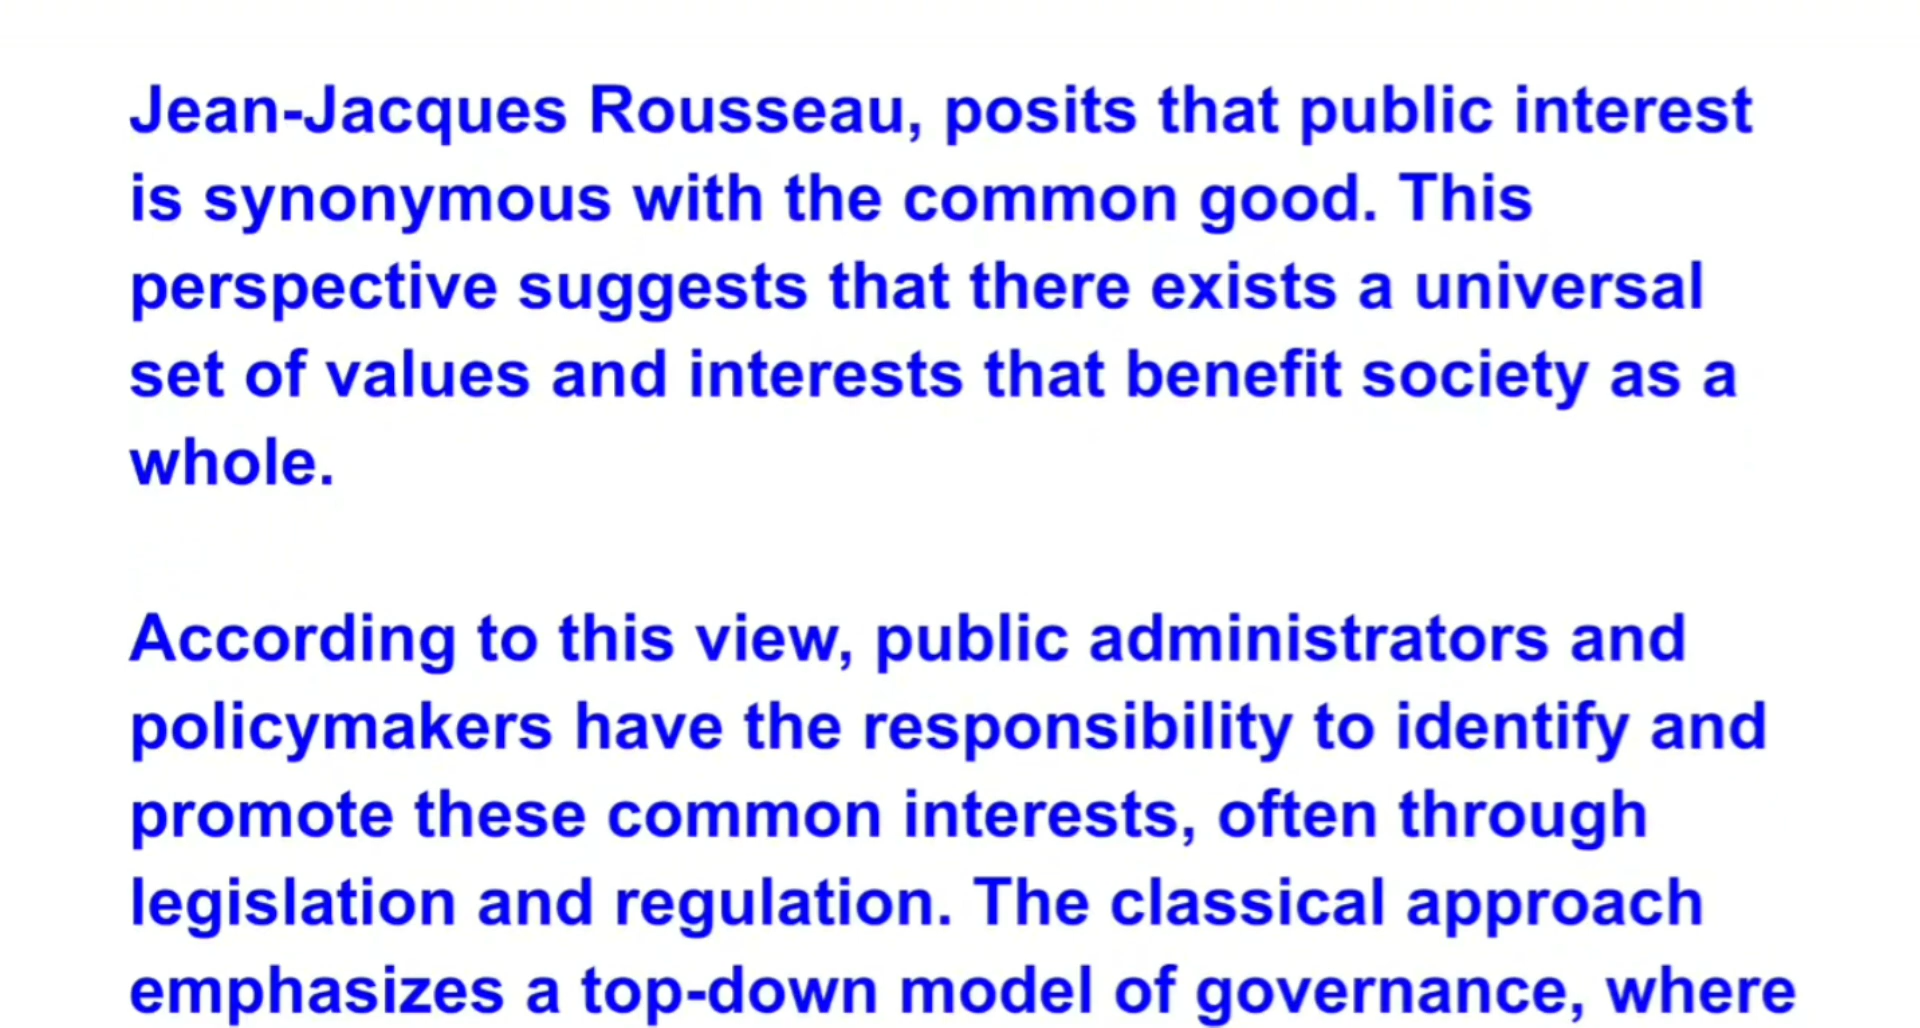 Jean-Jacques Rousseau, posits that public interest
is synonymous with the common good. This
perspective suggests that there exists a universal
set of values and interests that benefit society as a
whole.
According to this view, public administrators and
policymakers have the responsibility to identify and
promote these common interests, often through
legislation and regulation. The classical approach
emphasizes a top-down model of governance, where